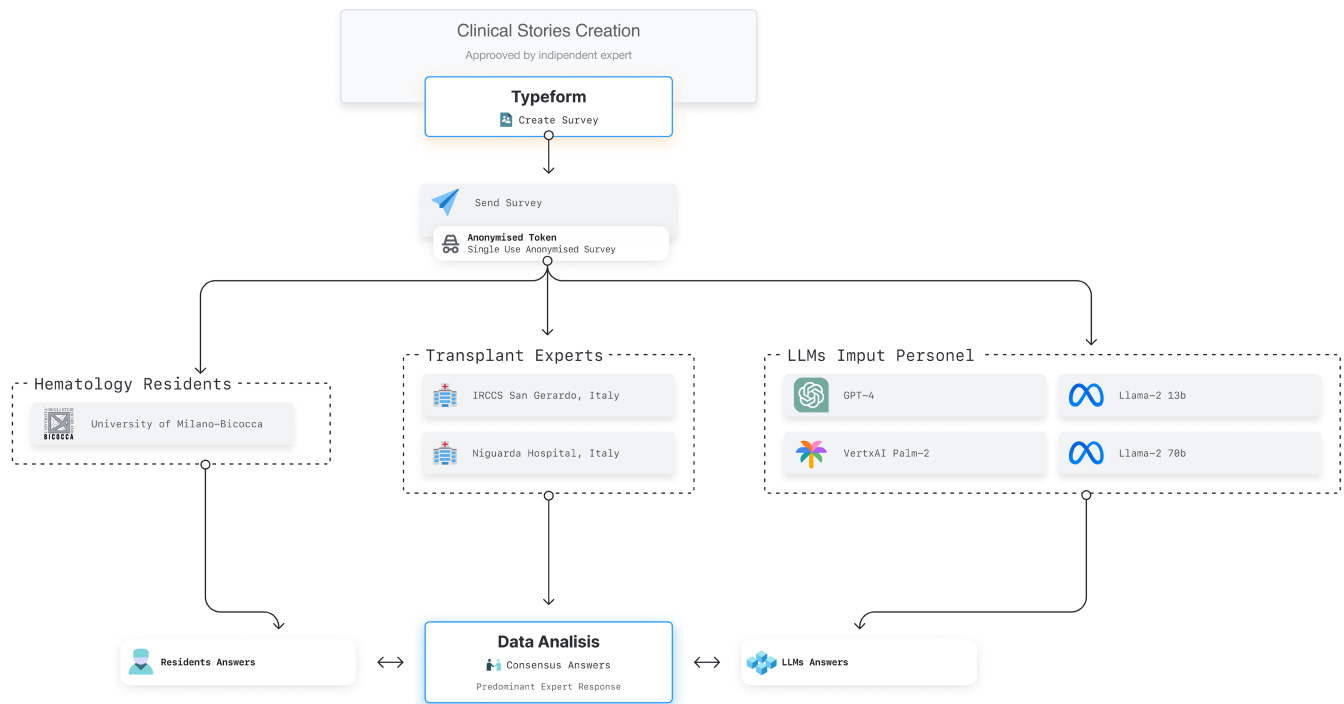 Clinical Stories Creation
Approoved by indipendent expert
Typeform
Create Survey
Send Survey
Anonymised Token
Single Use Anonymised Survey
Hematology Residents
BICOCCA
University of Milano-Bicocca
Transplant Experts
IRCCS San Gerardo, Italy
Niguarda Hospital, Italy
LLMs Imput Personel
GPT-4
Llama-2 13b
VertxAI Palm-2
Llama-2 70b
Residents Answers
Data Analisis
Consensus Answers
Predominant Expert Response
LLMs Answers